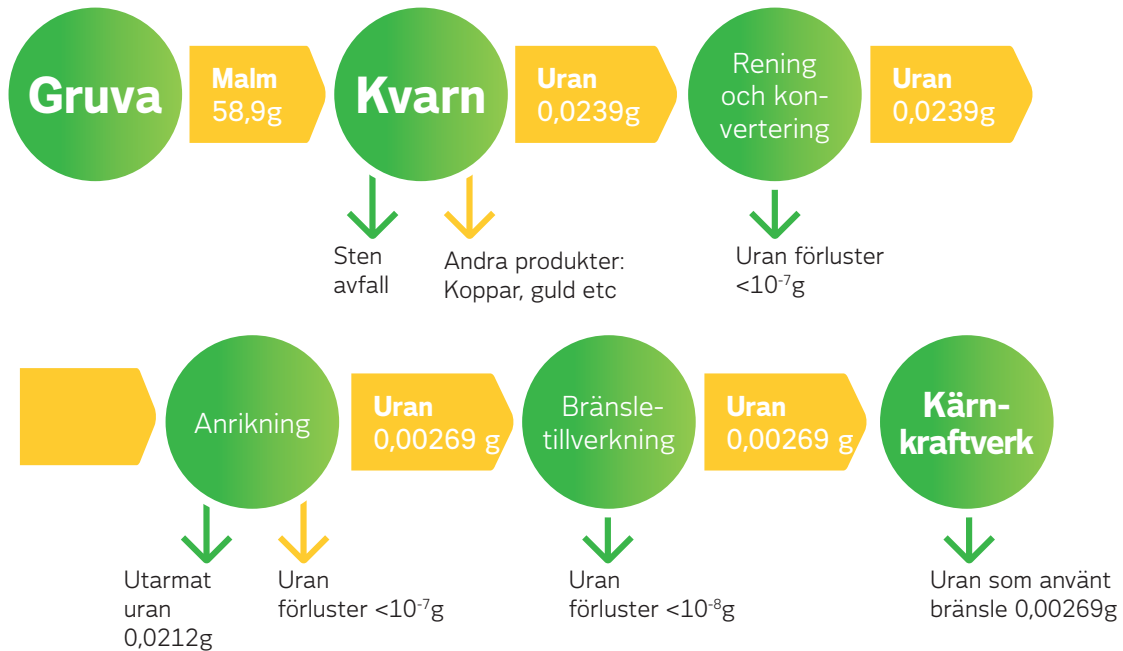 Gruva
Malm
58,9g
Kvarn
Uran
0,0239g
Rening
och kon-
vertering
Uran
0,0239g
Sten
avfall
Andra produkter:
Koppar, guld etc
Uran förluster
<10⁻⁷g
Anrikning
Uran
0,00269 g
Bränsle-
tillverkning
Uran
0,00269 g
Kärn-
kraftverk
Utarmat
uran
0,0212g
Uran
förluster <10⁻⁷g
Uran
förluster <10⁻⁸g
Uran som använt
bränsle 0,00269g